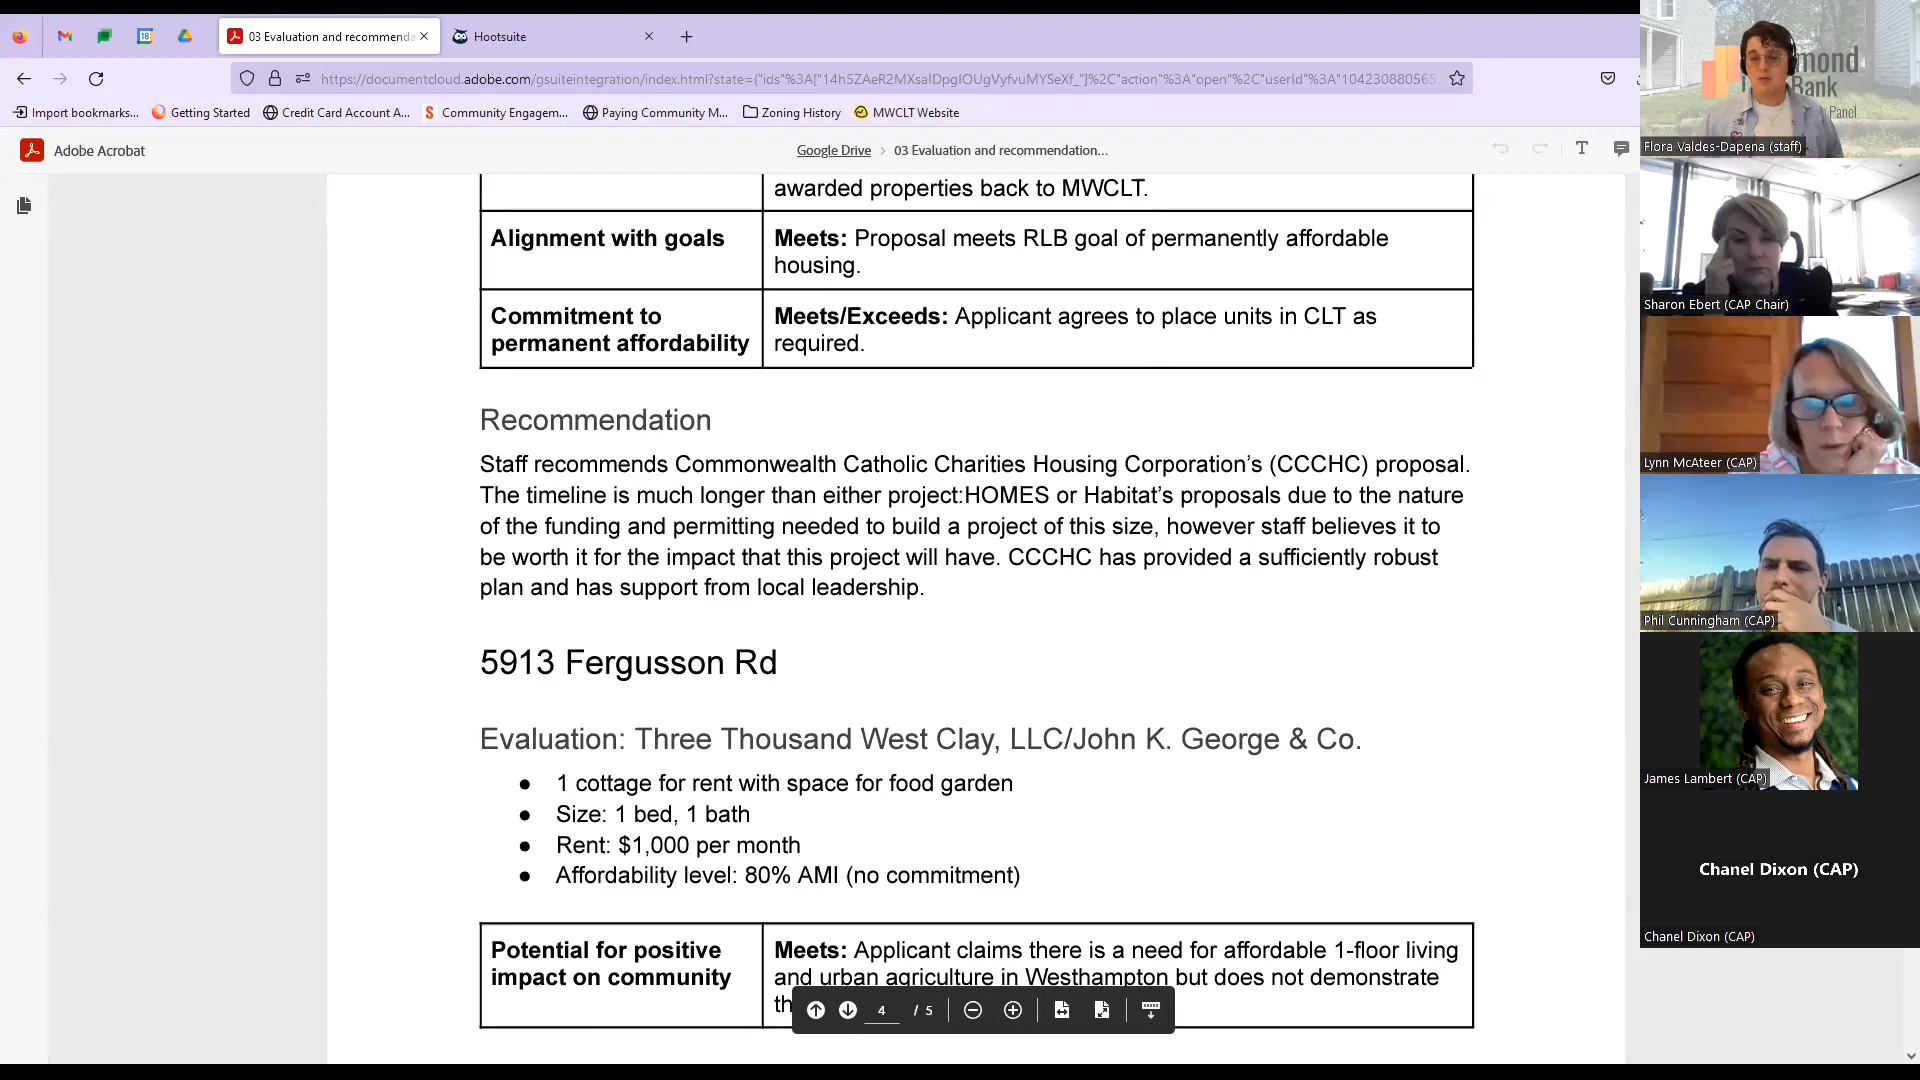 03 Evaluation and recommenda
Hootsuite
https://documentcloud.adobe.com/gsuiteintegration/index.html?state={"ids"%3A["14h5ZAeR2MXsaIDpgIOUgVyfvuMYSeXf_"]%2C"action"%3A"open"%2C"userId"%3A"104230880565
Import bookmarks...
Getting Started
Credit Card Account A...
Community Engagem...
Paying Community M...
Zoning History
MWCLT Website
Adobe Acrobat
Google Drive > 03 Evaluation and recommendation...
awarded properties back to MWCLT.
Alignment with goals
Meets: Proposal meets RLB goal of permanently affordable
housing.
Commitment to
permanent affordability
Meets/Exceeds: Applicant agrees to place units in CLT as
required.
Recommendation
Staff recommends Commonwealth Catholic Charities Housing Corporation's (CCCHC) proposal.
The timeline is much longer than either project:HOMES or Habitat's proposals due to the nature
of the funding and permitting needed to build a project of this size, however staff believes it to
be worth it for the impact that this project will have. CCCHC has provided a sufficiently robust
plan and has support from local leadership.
5913 Fergusson Rd
Evaluation: Three Thousand West Clay, LLC/John K. George & Co.
● 1 cottage for rent with space for food garden
● Size: 1 bed, 1 bath
● Rent: $1,000 per month
● Affordability level: 80% AMI (no commitment)
Potential for positive
impact on community
Meets: Applicant claims there is a need for affordable 1-floor living
and urban agriculture in Westhampton but does not demonstrate
th
4 / 5
mond
Bank
Panel
Flora Valdes-Dapena (staff)
Sharon Ebert (CAP Chair)
Lynn McAteer (CAP)
Phil Cunningham (CAP)
James Lambert (CAP)
Chanel Dixon (CAP)
Chanel Dixon (CAP)